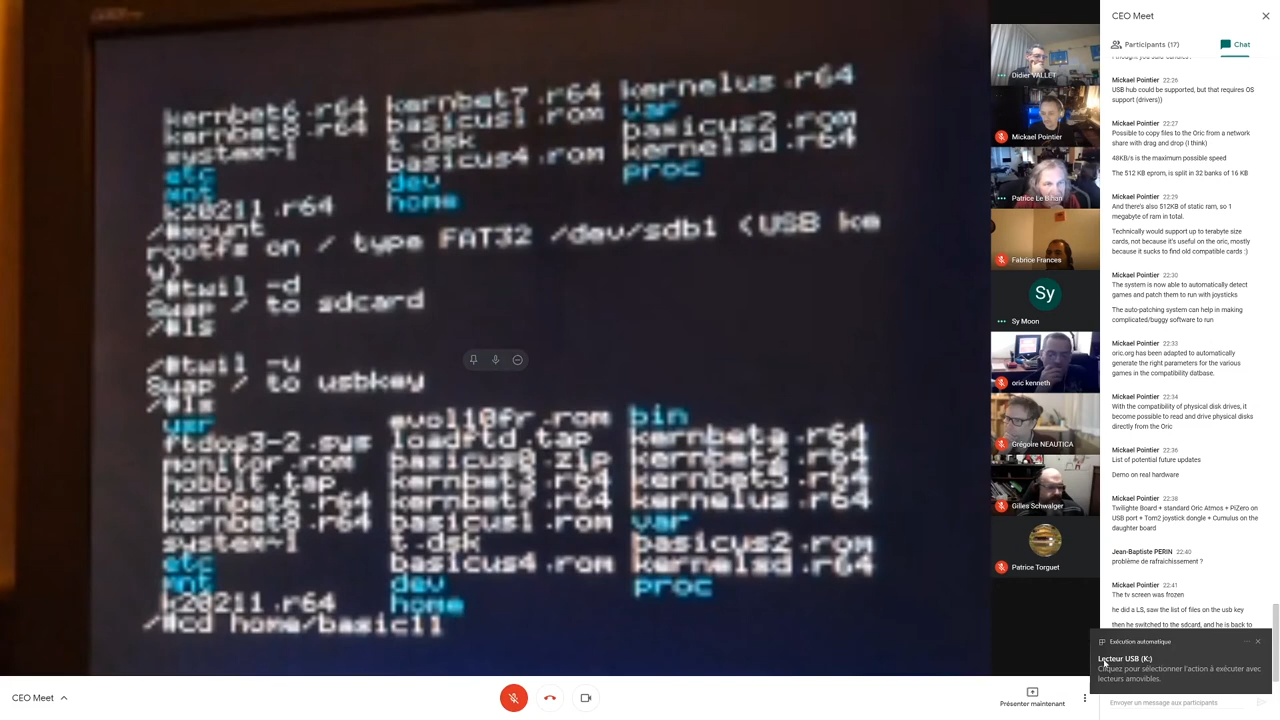 kernbet6.r64 kernbet7.r64 kernelus.r64
kernbet8.r64 basicus1.rom var
system~1 t.dsk basicus2.rom
etc basicus4.rom kernelsd.r64
mnt dev proc
k20211.r64 home
/#mount
rootfs on / type FAT32 /dev/sdb1 (USB ke
y)
/#twil -d
Swap / to sdcard
/#ls
/#twil -u
Swap / to usbkey
/#ls
usr evol18fr.rom bin
ftdos3-2.sys loadftd.tap .r64
monitor.rom basicus0.zip kernbet2.r64
hobbit.tap kernbet3.r64 kernbet5.r64
kernbet6.r64 kernbet7.r64 kernelus.r64
kernbet8.r64 basicus1.rom var
system~1 t.dsk basicus2.rom
etc basicus4.rom kernelsd.r64
mnt dev proc
k20211.r64 home
/#cd home/basic11
Didier VALLET
Mickael Pointier
Patrice Le Bihan
Fabrice Frances
Sy
Sy Moon
oric kenneth
Grégoire NEAUTICA
Gilles Schwalger
Patrice Torguet
CEO Meet
Participants (17)
Chat
Mickael Pointier 22:26
USB hub could be supported, but that requires OS
support (drivers))
Mickael Pointier 22:27
Possible to copy files to the Oric from a network
share with drag and drop (I think)
48KB/s is the maximum possible speed
The 512 KB eprom, is split in 32 banks of 16 KB
Mickael Pointier 22:29
And there's also 512KB of static ram, so 1
megabyte of ram in total.
Technically would support up to terabyte size
cards, not because it's useful on the oric, mostly
because it sucks to find old compatible cards :)
Mickael Pointier 22:30
The system is now able to automatically detect
games and patch them to run with joysticks
The auto-patching system can help in making
complicated/buggy software to run
Mickael Pointier 22:33
oric.org has been adapted to automatically
generate the right parameters for the various
games in the compatibility datbase.
Mickael Pointier 22:34
With the compatibility of physical disk drives, it
become possible to read and drive physical disks
directly from the Oric
Mickael Pointier 22:36
List of potential future updates
Demo on real hardware
Mickael Pointier 22:38
Twilighte Board + standard Oric Atmos + PiZero on
USB port + Tom2 joystick dongle + Cumulus on the
daughter board
Jean-Baptiste PERIN 22:40
problème de rafraichissement ?
Mickael Pointier 22:41
The tv screen was frozen
he did a LS, saw the list of files on the usb key
then he switched to the sdcard, and he is back to
Exécution automatique
Lecteur USB (K:)
Cliquez pour sélectionner l'action à exécuter avec
lecteurs amovibles.
Envoyer un message aux participants
CEO Meet
Présenter maintenant